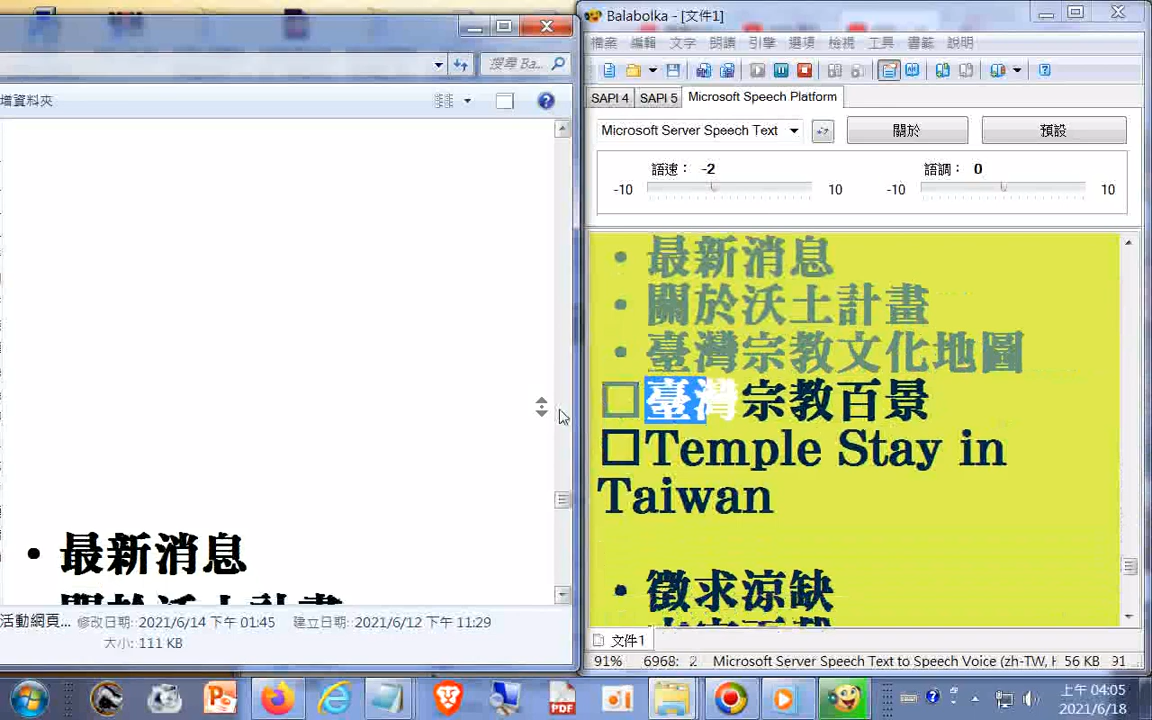 Balabolka - [文件1]
檔案 編輯 文字 朗讀 引擎 選項 檢視 工具 書籤 說明
搜尋 Ba...
SAPI 4 SAPI 5 Microsoft Speech Platform
增資料夾
Microsoft Server Speech Text
關於
預設
語速： -2
語調： 0
-10 10
-10 10
• 最新消息
• 關於沃土計畫
• 臺灣宗教文化地圖
□臺灣宗教百景
□Temple Stay in
Taiwan
• 徵求涼缺
• 最新消息
活動網頁... 修改日期: 2021/6/14 下午 01:45 建立日期: 2021/6/12 下午 11:29
大小: 111 KB
文件1
91% 6968: 2 Microsoft Server Speech Text to Speech Voice (zh-TW, H 56 KB 91
上午 04:05
2021/6/18